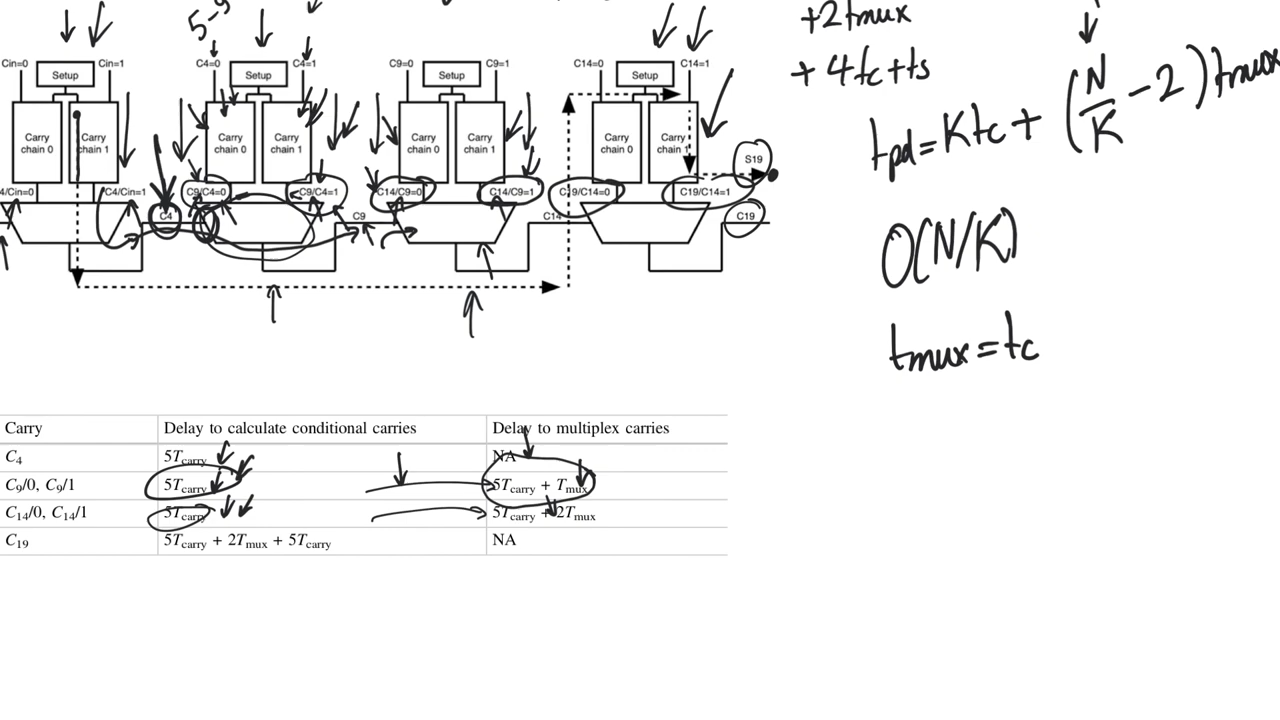 5-9
Cin=0 Cin=1 C4=0 C4=1 C9=0 C9=1 C14=0 C14=1
Setup Setup Setup Setup
Carry chain 0 Carry chain 1 Carry chain 0 Carry chain 1 Carry chain 0 Carry chain 1 Carry chain 0 Carry chain 1
S19
4/Cin=0 C4/Cin=1 C9/C4=0 C9/C4=1 C14/C9=0 C14/C9=1 C19/C14=0 C19/C14=1
C4 C9 C14 C19
+2tmux
+ 4tc+ts
tpd=Ktc+(N/K-2)tmux
O(N/K)
tmux=tc
Carry Delay to calculate conditional carries Delay to multiplex carries
C4 5Tcarry NA
C9/0, C9/1 5Tcarry 5Tcarry + Tmux
C14/0, C14/1 5Tcarry 5Tcarry + 2Tmux
C19 5Tcarry + 2Tmux + 5Tcarry NA